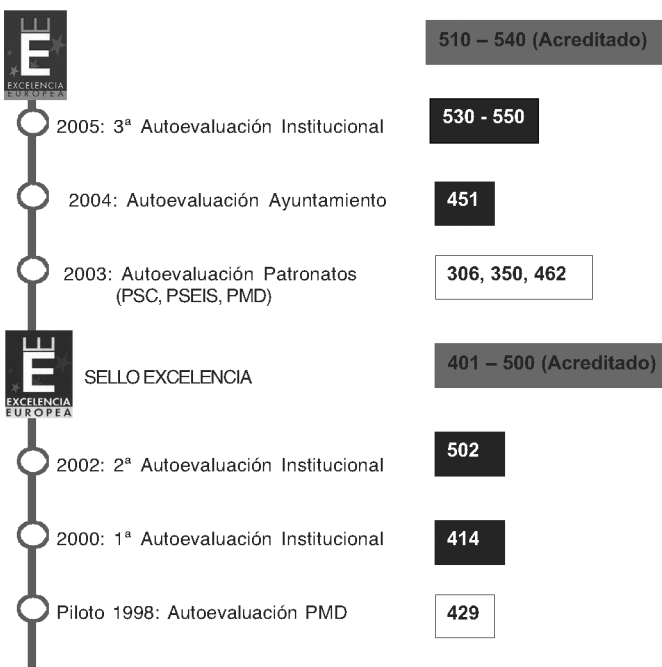 E
EXCELENCIA
EUROPEA
510 – 540 (Acreditado)
2005: 3ª Autoevaluación Institucional
530 - 550
2004: Autoevaluación Ayuntamiento
451
2003: Autoevaluación Patronatos
(PSC, PSEIS, PMD)
306, 350, 462
E
EXCELENCIA
EUROPEA
SELLO EXCELENCIA
401 – 500 (Acreditado)
2002: 2ª Autoevaluación Institucional
502
2000: 1ª Autoevaluación Institucional
414
Piloto 1998: Autoevaluación PMD
429